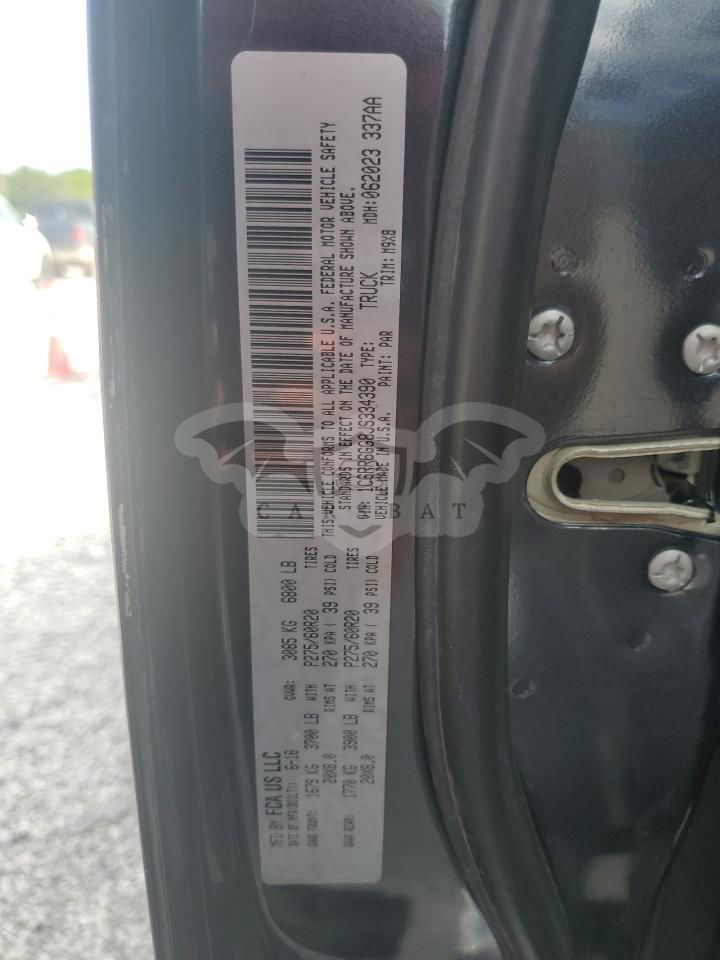 MFD BY FCA US LLC
DATE OF MFR(BUILT): 6-18 GVWR: 3085 KG 6800 LB
GAWR FRONT: 1679 KG 3700 LB WITH P275/60R20 TIRES
20X8.0 RIMS AT 270 KPA ( 39 PSI) COLD
GAWR REAR: 1770 KG 3900 LB WITH P275/60R20 TIRES
20X8.0 RIMS AT 270 KPA ( 39 PSI) COLD
THIS VEHICLE CONFORMS TO ALL APPLICABLE U.S.A. FEDERAL MOTOR VEHICLE SAFETY
STANDARDS IN EFFECT ON THE DATE OF MANUFACTURE SHOWN ABOVE.
VIN: TYPE: TRUCK MDH:062023 337AA
VEHICLE MADE IN U.S.A. PAINT: PAR TRIM: M9X8
CARBAT